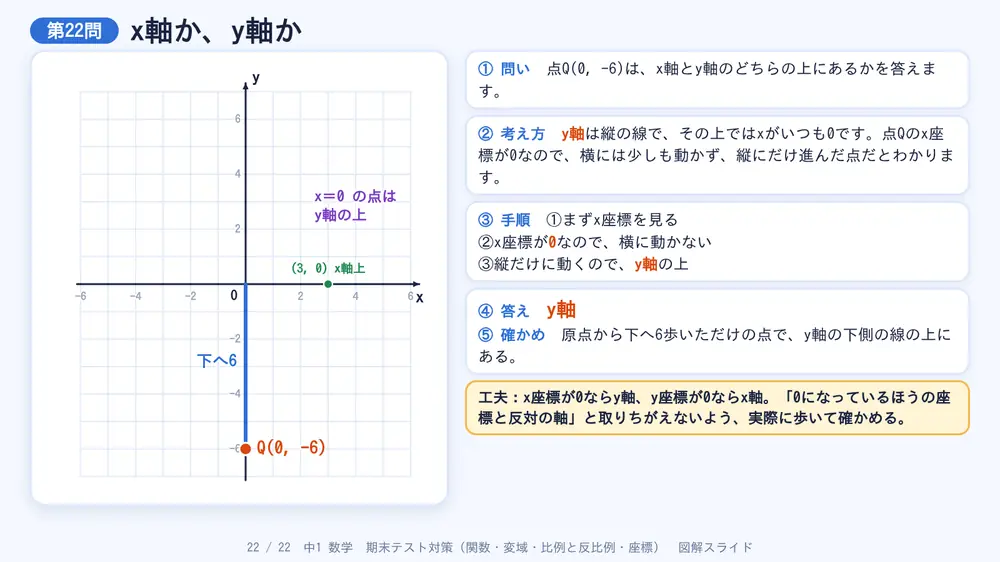 第22問 x軸か、y軸か
y
6
4
x＝0 の点は
y軸の上
2
(3, 0) x軸上
-6 -4 -2 0 2 4 6 x
-2
下へ6
-4
-6 Q(0, -6)
① 問い 点Q(0, -6)は、x軸とy軸のどちらの上にあるかを答えま
す。
② 考え方 y軸は縦の線で、その上ではxがいつも0です。点Qのx座
標が0なので、横には少しも動かず、縦にだけ進んだ点だとわかりま
す。
③ 手順 ①まずx座標を見る
②x座標が0なので、横に動かない
③縦だけに動くので、y軸の上
④ 答え y軸
⑤ 確かめ 原点から下へ6歩いただけの点で、y軸の下側の線の上に
ある。
工夫：x座標が0ならy軸、y座標が0ならx軸。「0になっているほうの座
標と反対の軸」と取りちがえないよう、実際に歩いて確かめる。
22 / 22 中1 数学 期末テスト対策（関数・変域・比例と反比例・座標） 図解スライド